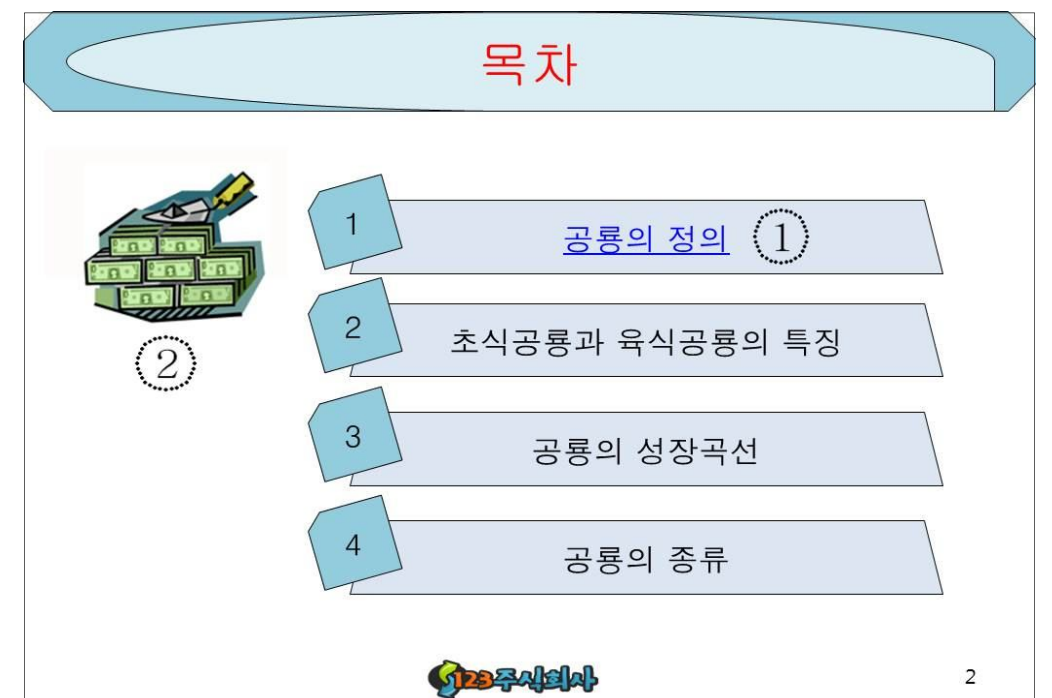 목차
1
공룡의 정의 ①
2
초식공룡과 육식공룡의 특징
②
3
공룡의 성장곡선
4
공룡의 종류
123주식회사
2